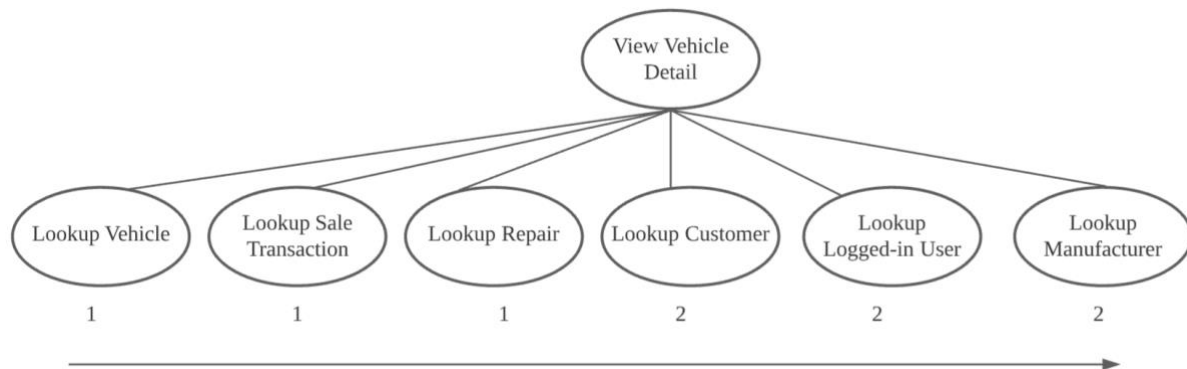 View Vehicle
Detail
Lookup Vehicle
Lookup Sale
Transaction
Lookup Repair
Lookup Customer
Lookup
Logged-in User
Lookup
Manufacturer
1
1
1
2
2
2